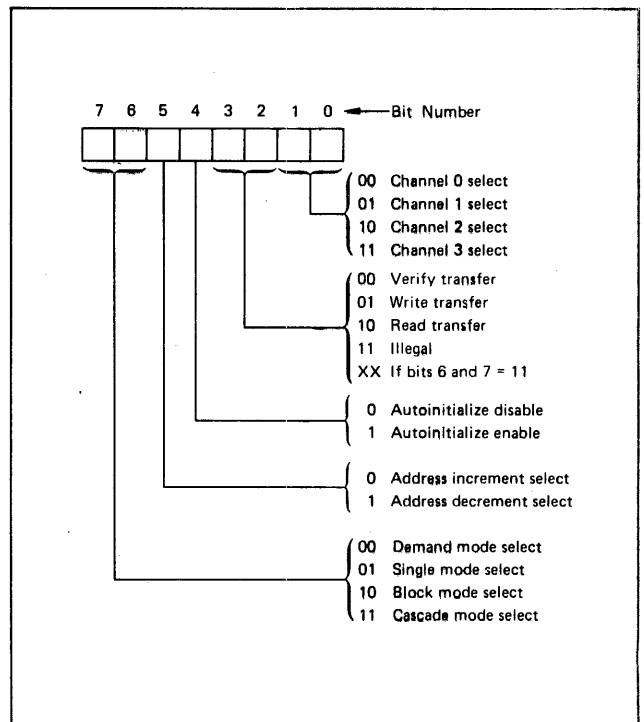 7 6 5 4 3 2 1 0 Bit Number
00 Channel 0 select
01 Channel 1 select
10 Channel 2 select
11 Channel 3 select
00 Verify transfer
01 Write transfer
10 Read transfer
11 Illegal
XX If bits 6 and 7 = 11
0 Autoinitialize disable
1 Autoinitialize enable
0 Address increment select
1 Address decrement select
00 Demand mode select
01 Single mode select
10 Block mode select
11 Cascade mode select